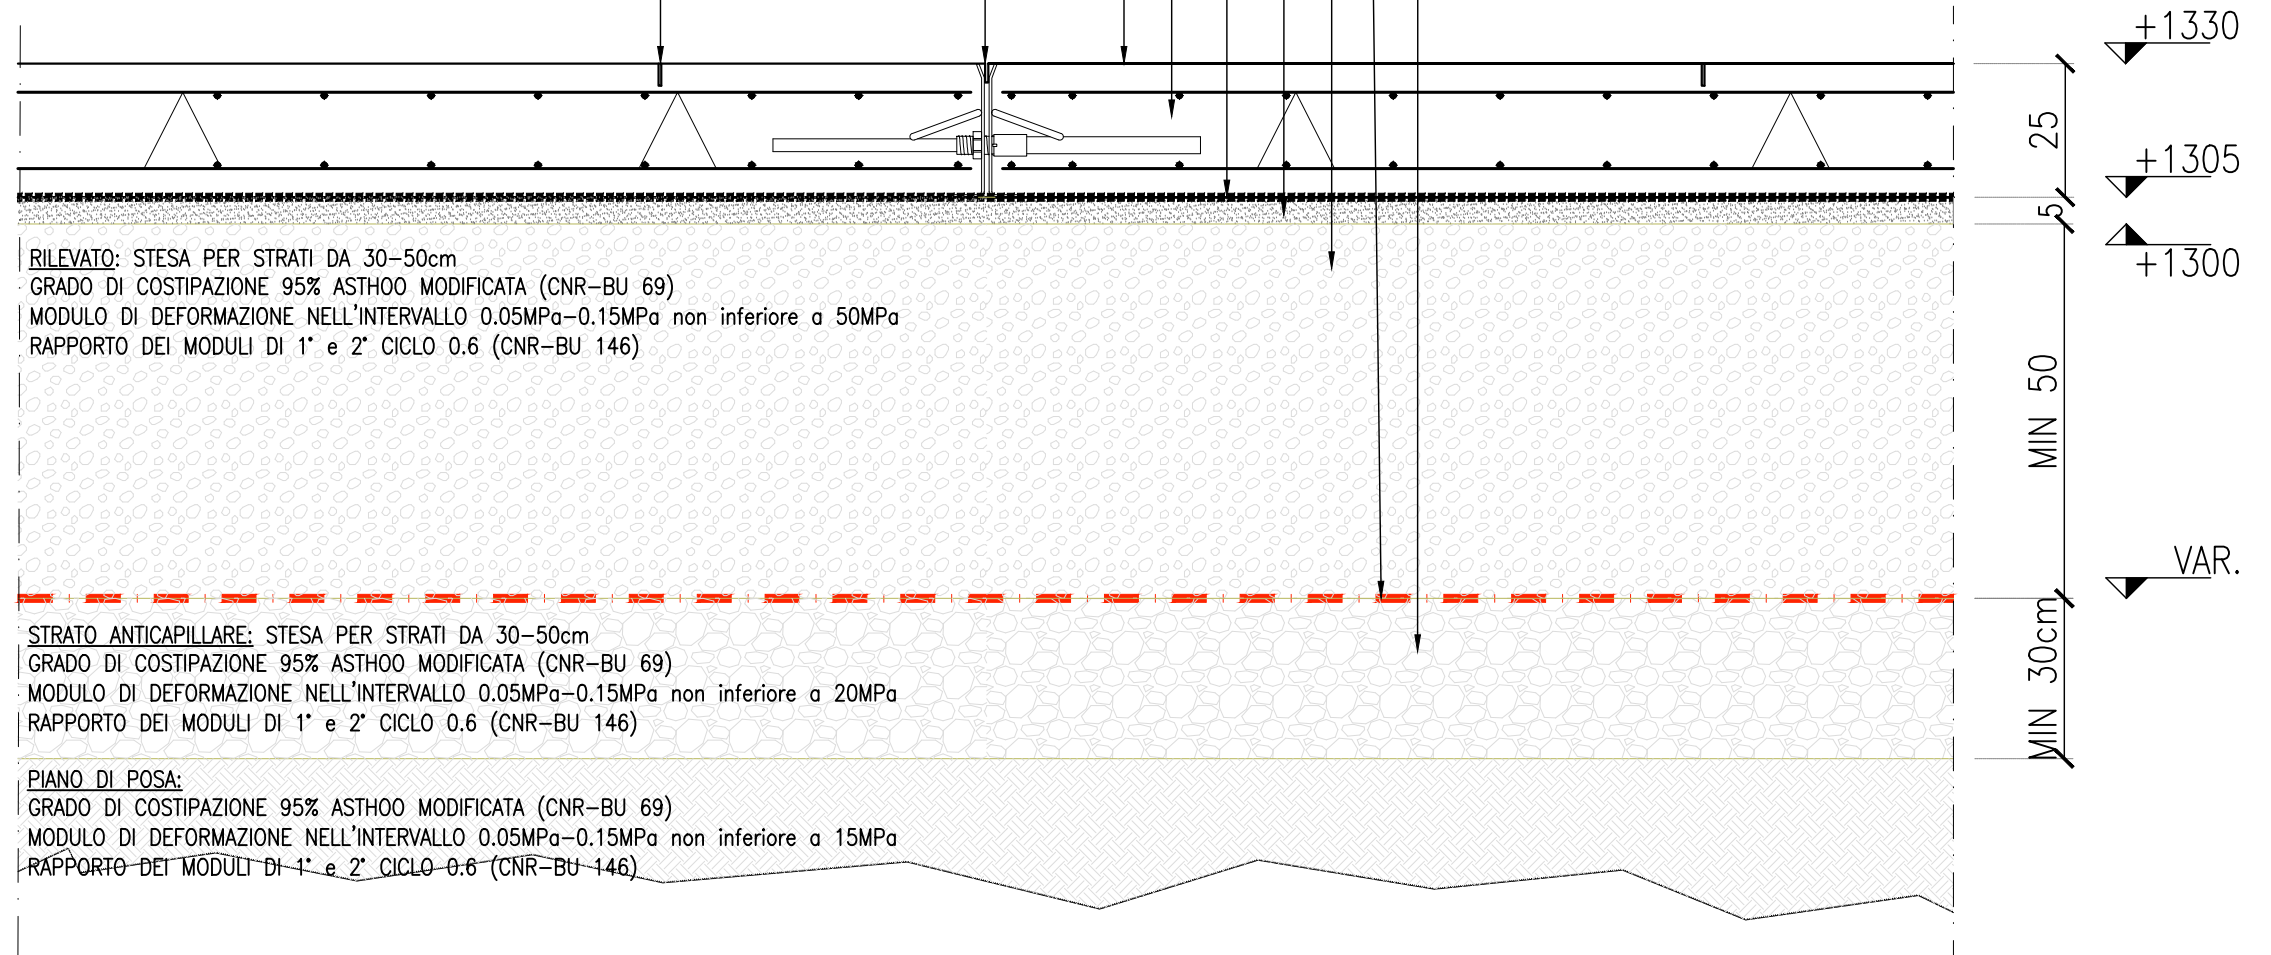 +1330
25
+1305
5
+1300
RILEVATO: STESA PER STRATI DA 30-50cm
GRADO DI COSTIPAZIONE 95% ASTHOO MODIFICATA (CNR-BU 69)
MODULO DI DEFORMAZIONE NELL'INTERVALLO 0.05MPa-0.15MPa non inferiore a 50MPa
RAPPORTO DEI MODULI DI 1° e 2° CICLO 0.6 (CNR-BU 146)
MIN 50
VAR.
STRATO ANTICAPILLARE: STESA PER STRATI DA 30-50cm
GRADO DI COSTIPAZIONE 95% ASTHOO MODIFICATA (CNR-BU 69)
MODULO DI DEFORMAZIONE NELL'INTERVALLO 0.05MPa-0.15MPa non inferiore a 20MPa
RAPPORTO DEI MODULI DI 1° e 2° CICLO 0.6 (CNR-BU 146)
MIN 30cm
PIANO DI POSA:
GRADO DI COSTIPAZIONE 95% ASTHOO MODIFICATA (CNR-BU 69)
MODULO DI DEFORMAZIONE NELL'INTERVALLO 0.05MPa-0.15MPa non inferiore a 15MPa
RAPPORTO DEI MODULI DI 1° e 2° CICLO 0.6 (CNR-BU 146)